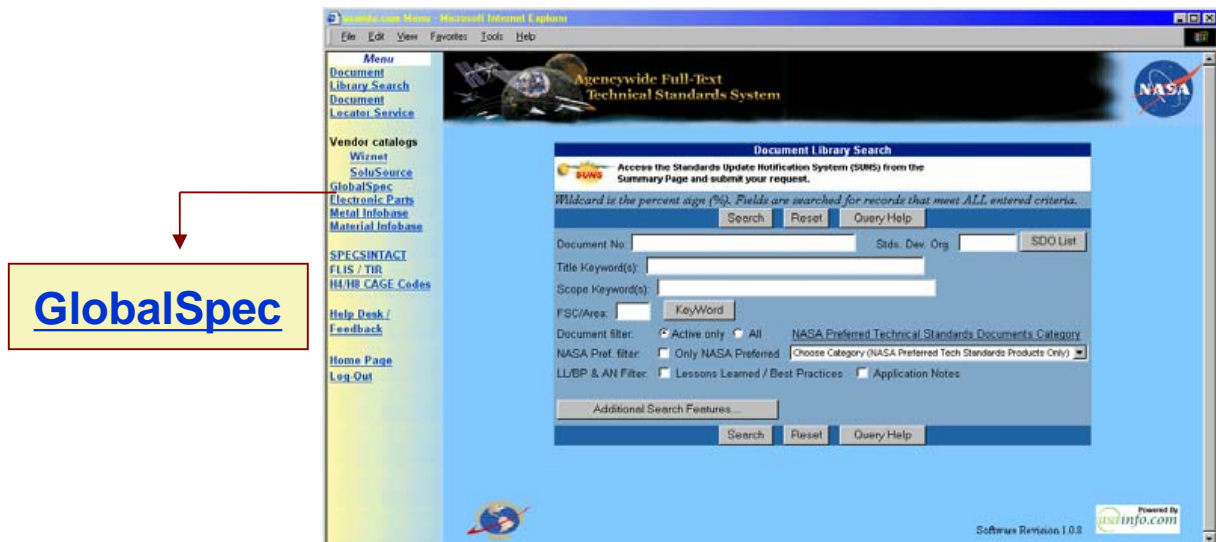 usainfo.com Menu - Microsoft Internet Explorer
File Edit View Favorites Tools Help
Menu
Document
Library Search
Document
Locator Service
Vendor catalogs
Wiznet
SoluSource
GlobalSpec
Electronic Parts
Metal Infobase
Material Infobase
SPECSINTACT
FLIS / TIR
H4/H8 CAGE Codes
Help Desk /
Feedback
Home Page
Log-Out
GlobalSpec
Agencywide Full-Text
Technical Standards System
NASA
Document Library Search
SUNS
Access the Standards Update Notification System (SUNS) from the
Summary Page and submit your request.
Wildcard is the percent sign (%). Fields are searched for records that meet ALL entered criteria.
Search Reset Query Help
Document No: Stds. Dev. Org. SDO List
Title Keyword(s):
Scope Keyword(s):
FSC/Area: KeyWord
Document filter: Active only All NASA Preferred Technical Standards Documents Category
NASA Pref. filter: Only NASA Preferred Choose Category (NASA Preferred Tech Standards Products Only)
LL/BP & AN Filter: Lessons Learned / Best Practices Application Notes
Additional Search Features...
Search Reset Query Help
Software Revision 1.0.8
Powered By
usainfo.com